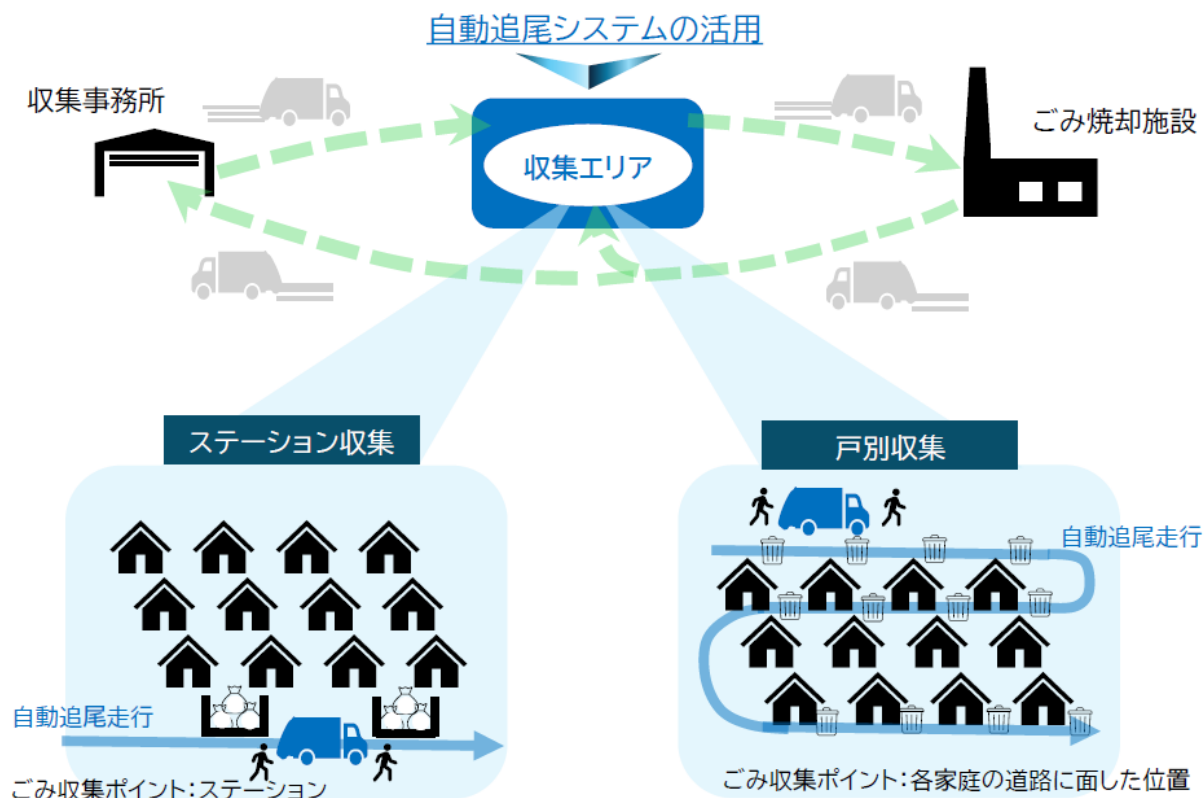 自動追尾システムの活用
収集事務所
ごみ焼却施設
収集エリア
ステーション収集
戸別収集
自動追尾走行
自動追尾走行
ごみ収集ポイント：ステーション
ごみ収集ポイント：各家庭の道路に面した位置